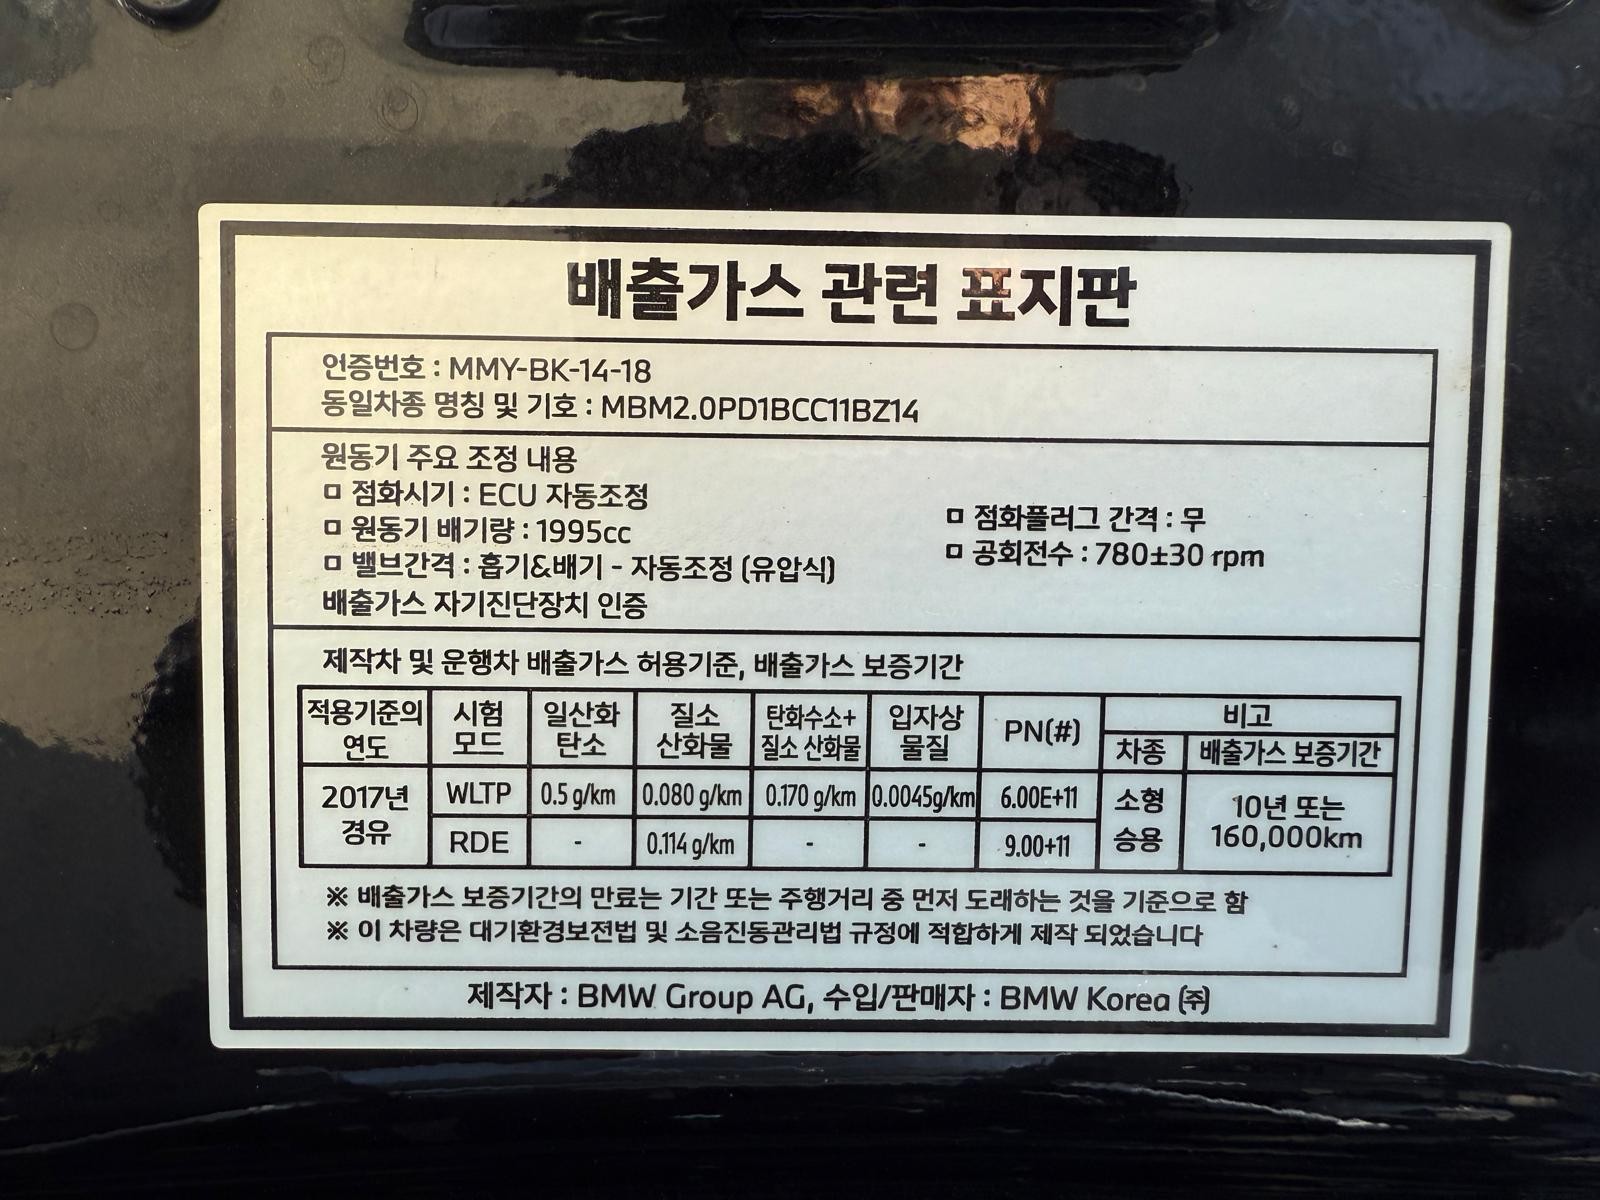 배출가스 관련 표지판
인증번호 : MMY-BK-14-18
동일차종 명칭 및 기호 : MBM2.0PD1BCC11BZ14
원동기 주요 조정 내용
□ 점화시기 : ECU 자동조정
□ 원동기 배기량 : 1995cc
□ 밸브간격 : 흡기&배기 - 자동조정 (유압식)
□ 점화플러그 간격 : 무
□ 공회전수 : 780±30 rpm
배출가스 자기진단장치 인증
제작차 및 운행차 배출가스 허용기준, 배출가스 보증기간
적용기준의 연도 시험 모드 일산화 탄소 질소 산화물 탄화수소+ 질소 산화물 입자상 물질 PN(#) 비고
차종 배출가스 보증기간
2017년 경유 WLTP 0.5 g/km 0.080 g/km 0.170 g/km 0.0045g/km 6.00E+11 소형 승용 10년 또는 160,000km
RDE - 0.114 g/km - - 9.00+11
※ 배출가스 보증기간의 만료는 기간 또는 주행거리 중 먼저 도래하는 것을 기준으로 함
※ 이 차량은 대기환경보전법 및 소음진동관리법 규정에 적합하게 제작 되었습니다
제작자 : BMW Group AG, 수입/판매자 : BMW Korea ㈜